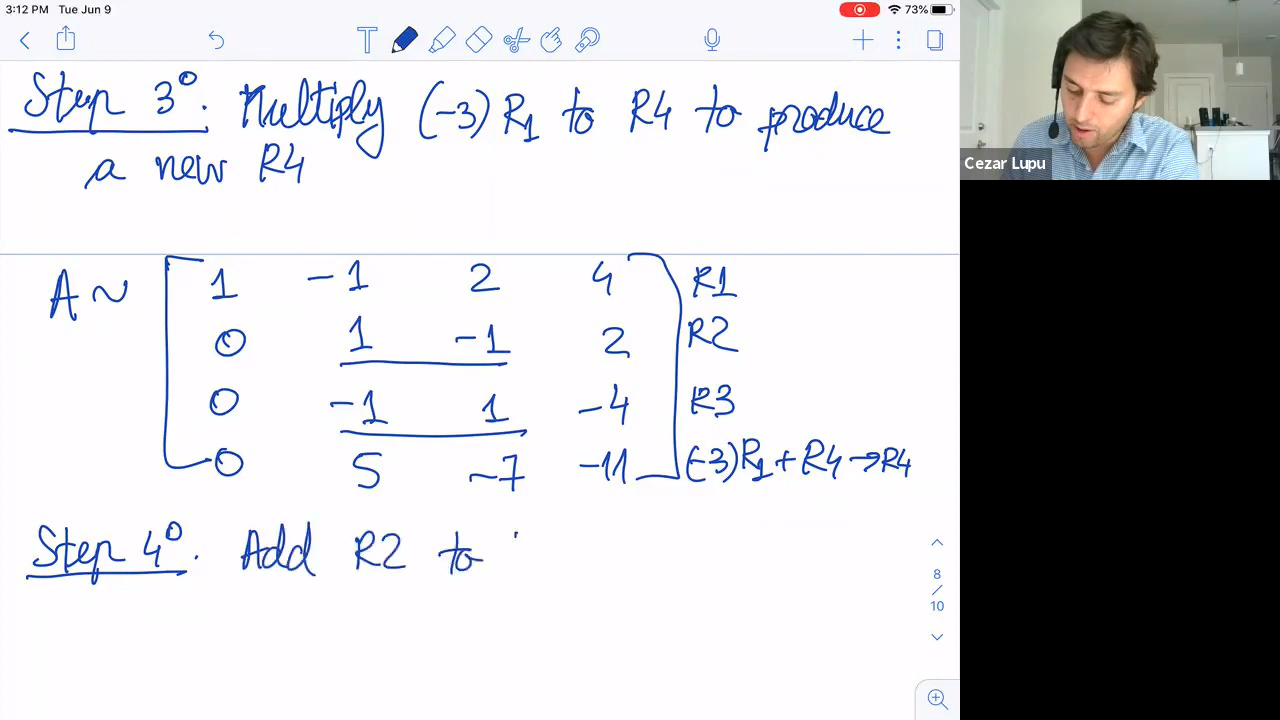 3:12 PM Tue Jun 9
73%
Step 3°. Multiply (-3) R1 to R4 to produce
a new R4
Cezar Lupu
A ~ [ 1 -1 2 4 ] R1
0 1 -1 2 R2
0 -1 1 -4 R3
0 5 -7 -11 (-3)R1 + R4 → R4
Step 4°. Add R2 to
8
/
10